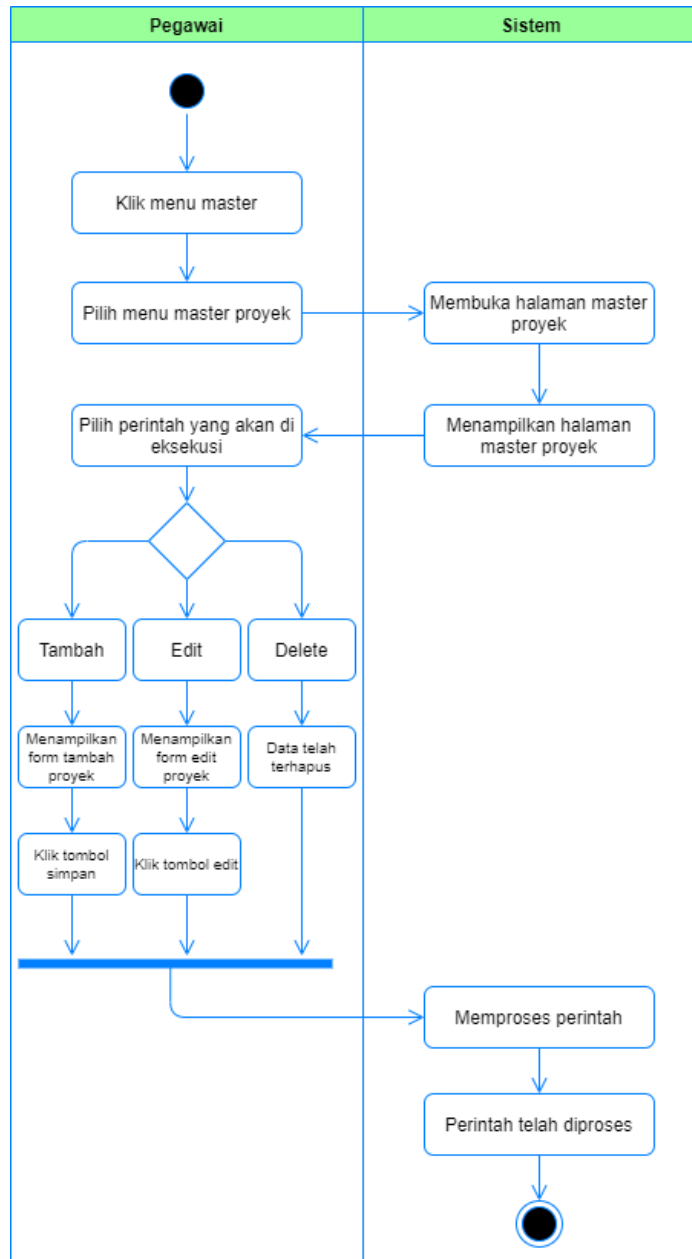 Pegawai
Sistem
Klik menu master
Pilih menu master proyek
Membuka halaman master
proyek
Pilih perintah yang akan di
eksekusi
Menampilkan halaman
master proyek
Tambah
Edit
Delete
Menampilkan
form tambah
proyek
Menampilkan
form edit
proyek
Data telah
terhapus
Klik tombol
simpan
Klik tombol edit
Memproses perintah
Perintah telah diproses